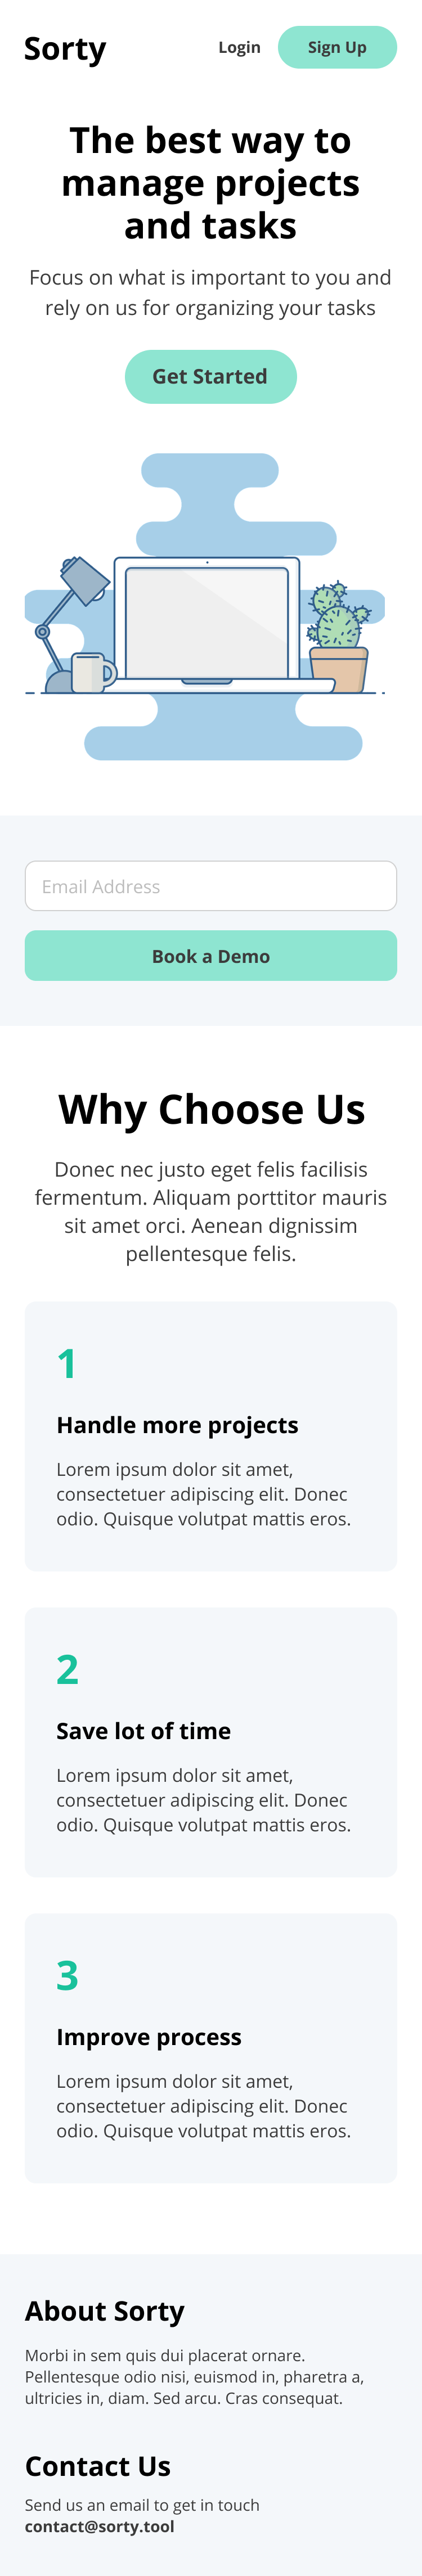 Sorty
Login
Sign Up
The best way to
manage projects
and tasks
Focus on what is important to you and
rely on us for organizing your tasks
Get Started
Email Address
Book a Demo
Why Choose Us
Donec nec justo eget felis facilisis
fermentum. Aliquam porttitor mauris
sit amet orci. Aenean dignissim
pellentesque felis.
1
Handle more projects
Lorem ipsum dolor sit amet,
consectetuer adipiscing elit. Donec
odio. Quisque volutpat mattis eros.
2
Save lot of time
Lorem ipsum dolor sit amet,
consectetuer adipiscing elit. Donec
odio. Quisque volutpat mattis eros.
3
Improve process
Lorem ipsum dolor sit amet,
consectetuer adipiscing elit. Donec
odio. Quisque volutpat mattis eros.
About Sorty
Morbi in sem quis dui placerat ornare.
Pellentesque odio nisi, euismod in, pharetra a,
ultricies in, diam. Sed arcu. Cras consequat.
Contact Us
Send us an email to get in touch
contact@sorty.tool